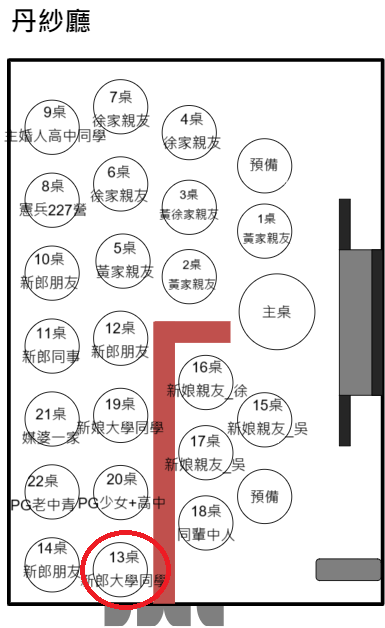 丹紗廳
7桌
徐家親友
9桌
主婚人高中同學
4桌
徐家親友
預備
6桌
徐家親友
8桌
憲兵227營
3桌
黃徐家親友
1桌
黃家親友
5桌
黃家親友
10桌
新郎朋友
2桌
黃家親友
主桌
12桌
新郎朋友
11桌
新郎同事
16桌
新娘親友_徐
19桌
新娘大學同學
21桌
媒婆一家
15桌
新娘親友_吳
17桌
新娘親友_吳
20桌
PG少女+高中
22桌
PG老中青
預備
18桌
同輩中人
14桌
新郎朋友
13桌
新郎大學同學